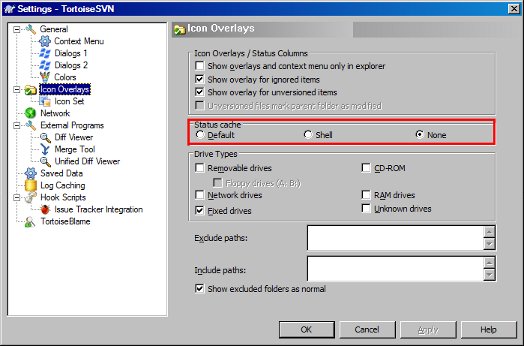 Settings - TortoiseSVN
General
Context Menu
Dialogs 1
Dialogs 2
Colors
Icon Overlays
Icon Set
Network
External Programs
Diff Viewer
Merge Tool
Unified Diff Viewer
Saved Data
Log Caching
Hook Scripts
Issue Tracker Integration
TortoiseBlame
Icon Overlays
Icon Overlays / Status Columns
Show overlays and context menu only in explorer
Show overlay for ignored items
Show overlay for unversioned items
Unversioned files mark parent folder as modified
Status cache
Default Shell None
Drive Types
Removable drives CD-ROM
Floppy drives (A: B:)
Network drives RAM drives
Fixed drives Unknown drives
Exclude paths:
Include paths:
Show excluded folders as normal
OK Cancel Apply Help